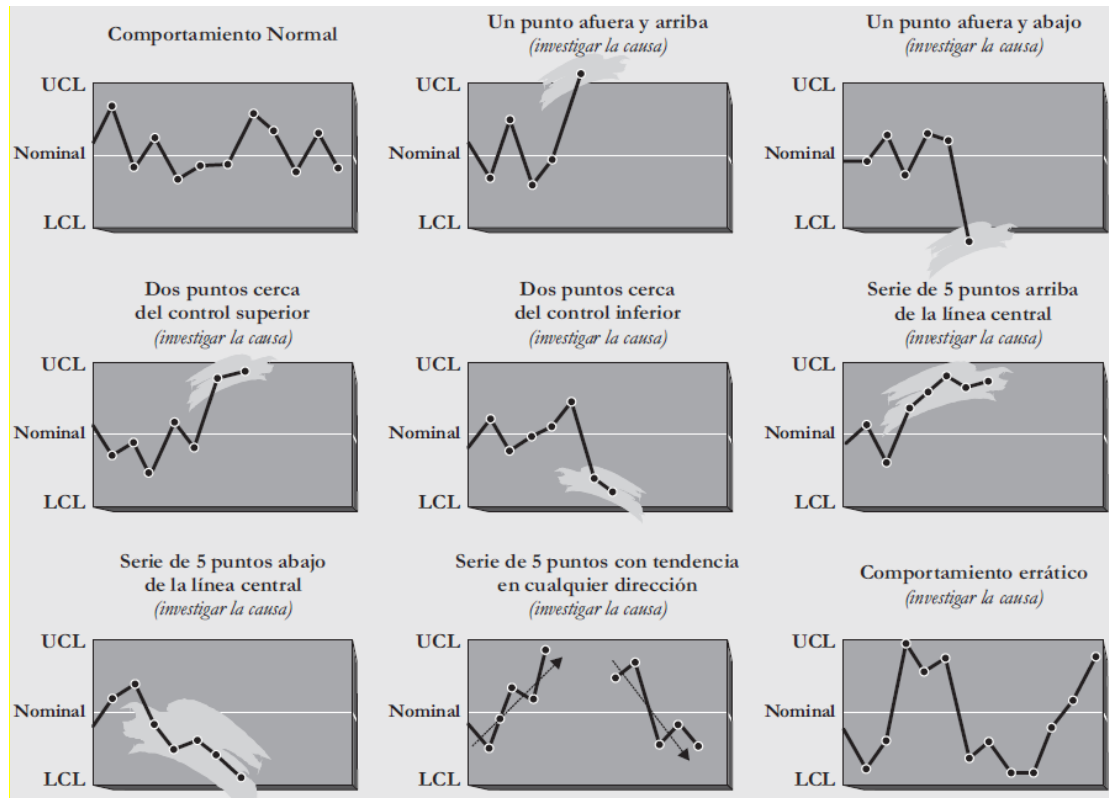 Comportamiento Normal
UCL
Nominal
LCL
Un punto afuera y arriba
(investigar la causa)
UCL
Nominal
LCL
Un punto afuera y abajo
(investigar la causa)
UCL
Nominal
LCL
Dos puntos cerca
del control superior
(investigar la causa)
UCL
Nominal
LCL
Dos puntos cerca
del control inferior
(investigar la causa)
UCL
Nominal
LCL
Serie de 5 puntos arriba
de la línea central
(investigar la causa)
UCL
Nominal
LCL
Serie de 5 puntos abajo
de la línea central
(investigar la causa)
UCL
Nominal
LCL
Serie de 5 puntos con tendencia
en cualquier dirección
(investigar la causa)
UCL
Nominal
LCL
Comportamiento errático
(investigar la causa)
UCL
Nominal
LCL